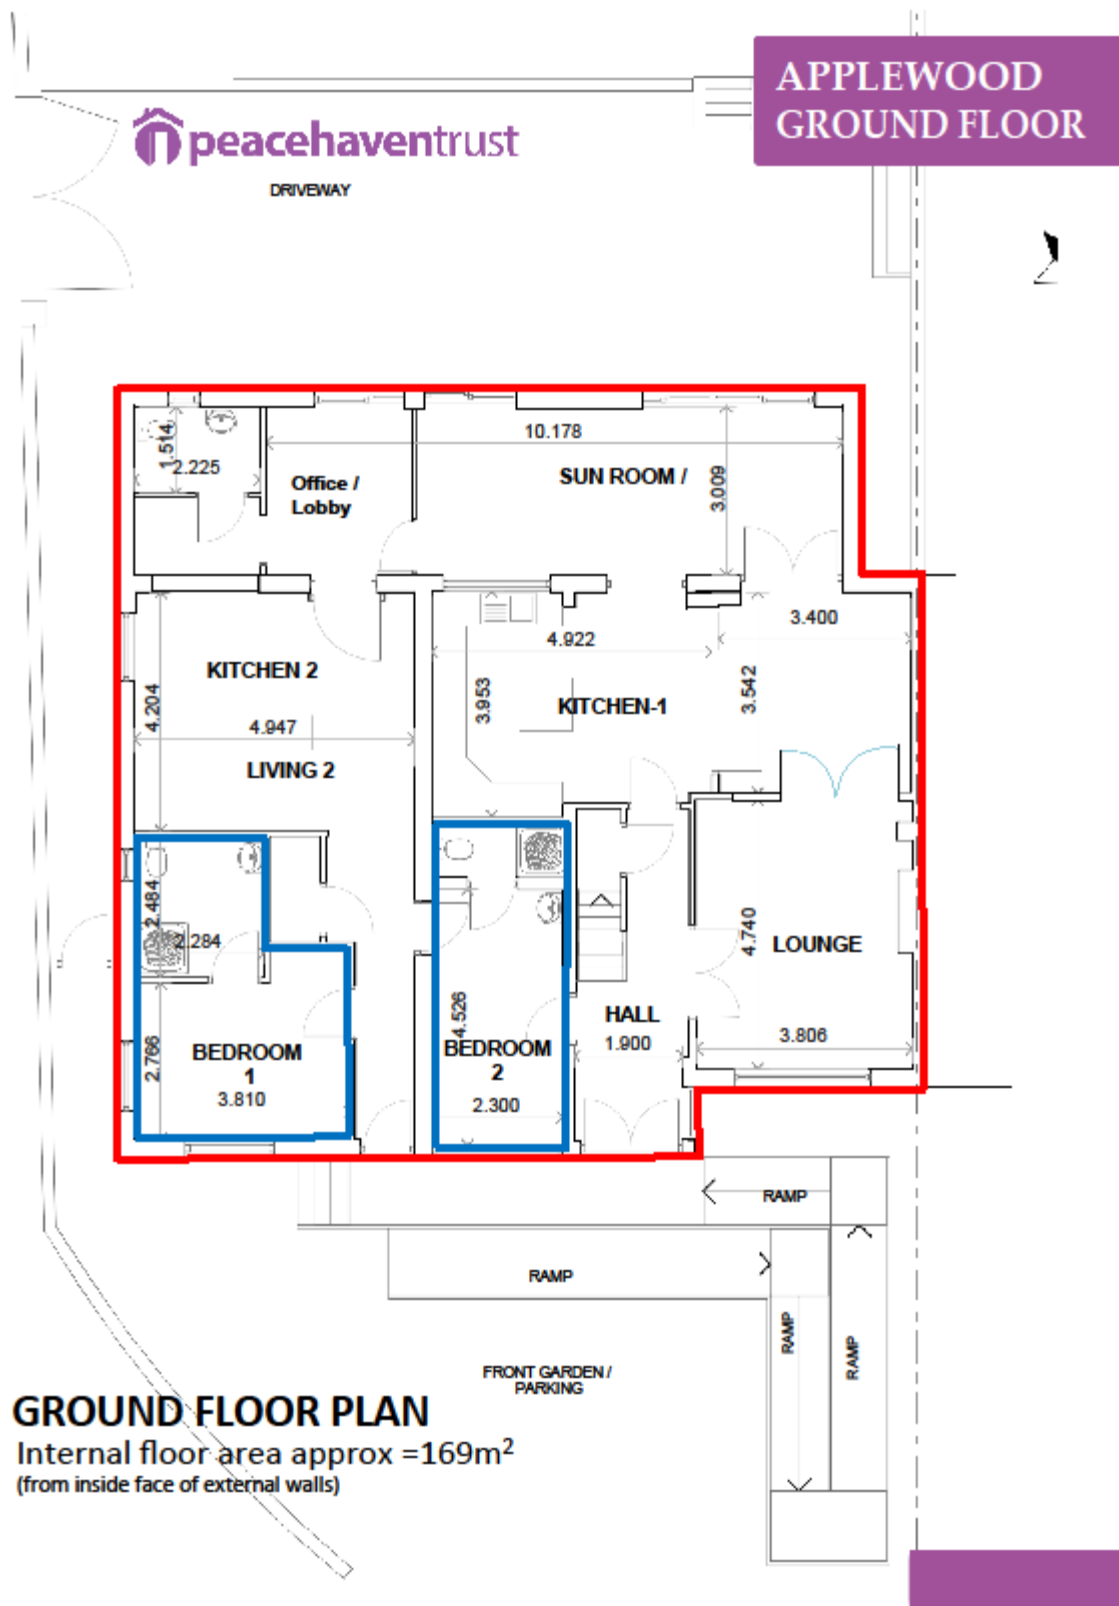 APPLEWOOD
GROUND FLOOR
peacehaventrust
DRIVEWAY
10.178
1.514
2.225
Office /
Lobby
SUN ROOM /
3.009
3.400
4.922
KITCHEN 2
4.204
3.953
KITCHEN-1
3.542
4.947
LIVING 2
2.484
2.284
4.740
LOUNGE
4.526
HALL
1.900
3.806
2.766
BEDROOM
1
3.810
BEDROOM
2
2.300
RAMP
RAMP
RAMP
RAMP
FRONT GARDEN /
PARKING
GROUND FLOOR PLAN
Internal floor area approx =169m²
(from inside face of external walls)